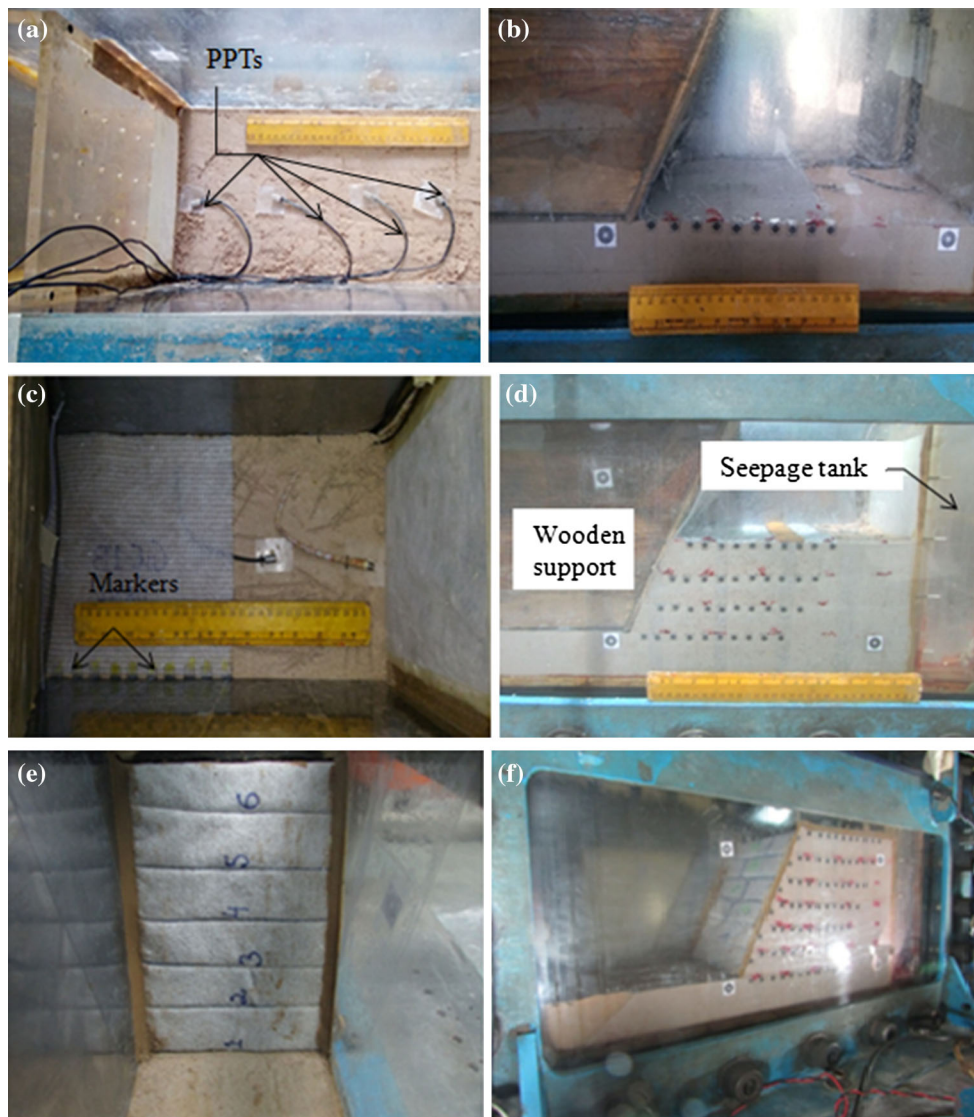 (a)
PPTs
(b)
(c)
Markers
(d)
Seepage tank
Wooden
support
(e)
6
5
4
3
2
1
(f)